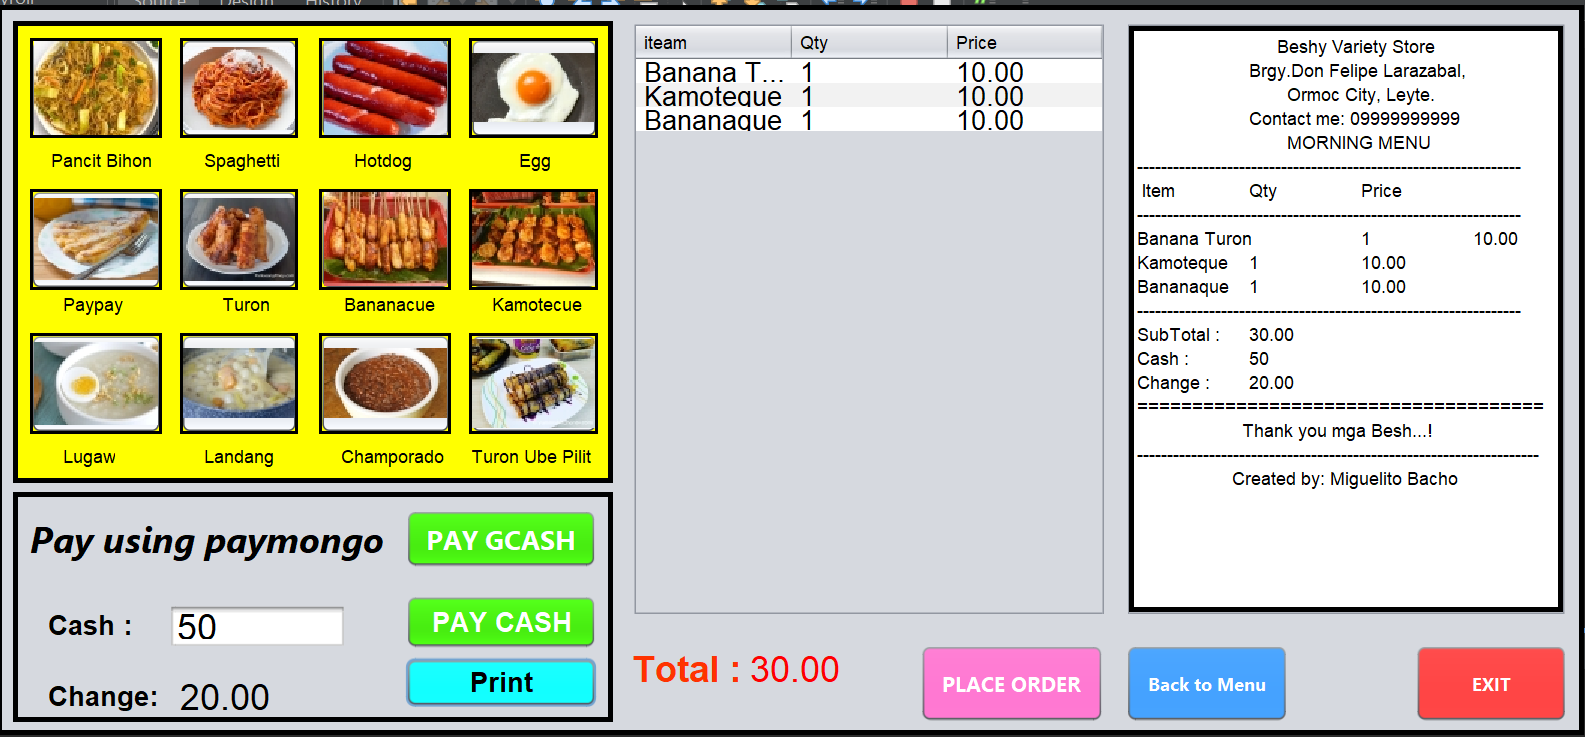 Source Design History
Pancit Bihon Spaghetti Hotdog Egg
Paypay Turon Bananacue Kamotecue
Lugaw Landang Champorado Turon Ube Pilit
Pay using paymongo PAY GCASH
Cash : 50 PAY CASH
Change: 20.00 Print
iteam Qty Price
Banana T... 1 10.00
Kamoteque 1 10.00
Bananaque 1 10.00
Total : 30.00
PLACE ORDER
Beshy Variety Store
Brgy.Don Felipe Larazabal,
Ormoc City, Leyte.
Contact me: 09999999999
MORNING MENU
----------------------------------------------------------------
Item Qty Price
----------------------------------------------------------------
Banana Turon 1 10.00
Kamoteque 1 10.00
Bananaque 1 10.00
----------------------------------------------------------------
SubTotal : 30.00
Cash : 50
Change : 20.00
=====================================
Thank you mga Besh...!
-------------------------------------------------------------------
Created by: Miguelito Bacho
Back to Menu
EXIT